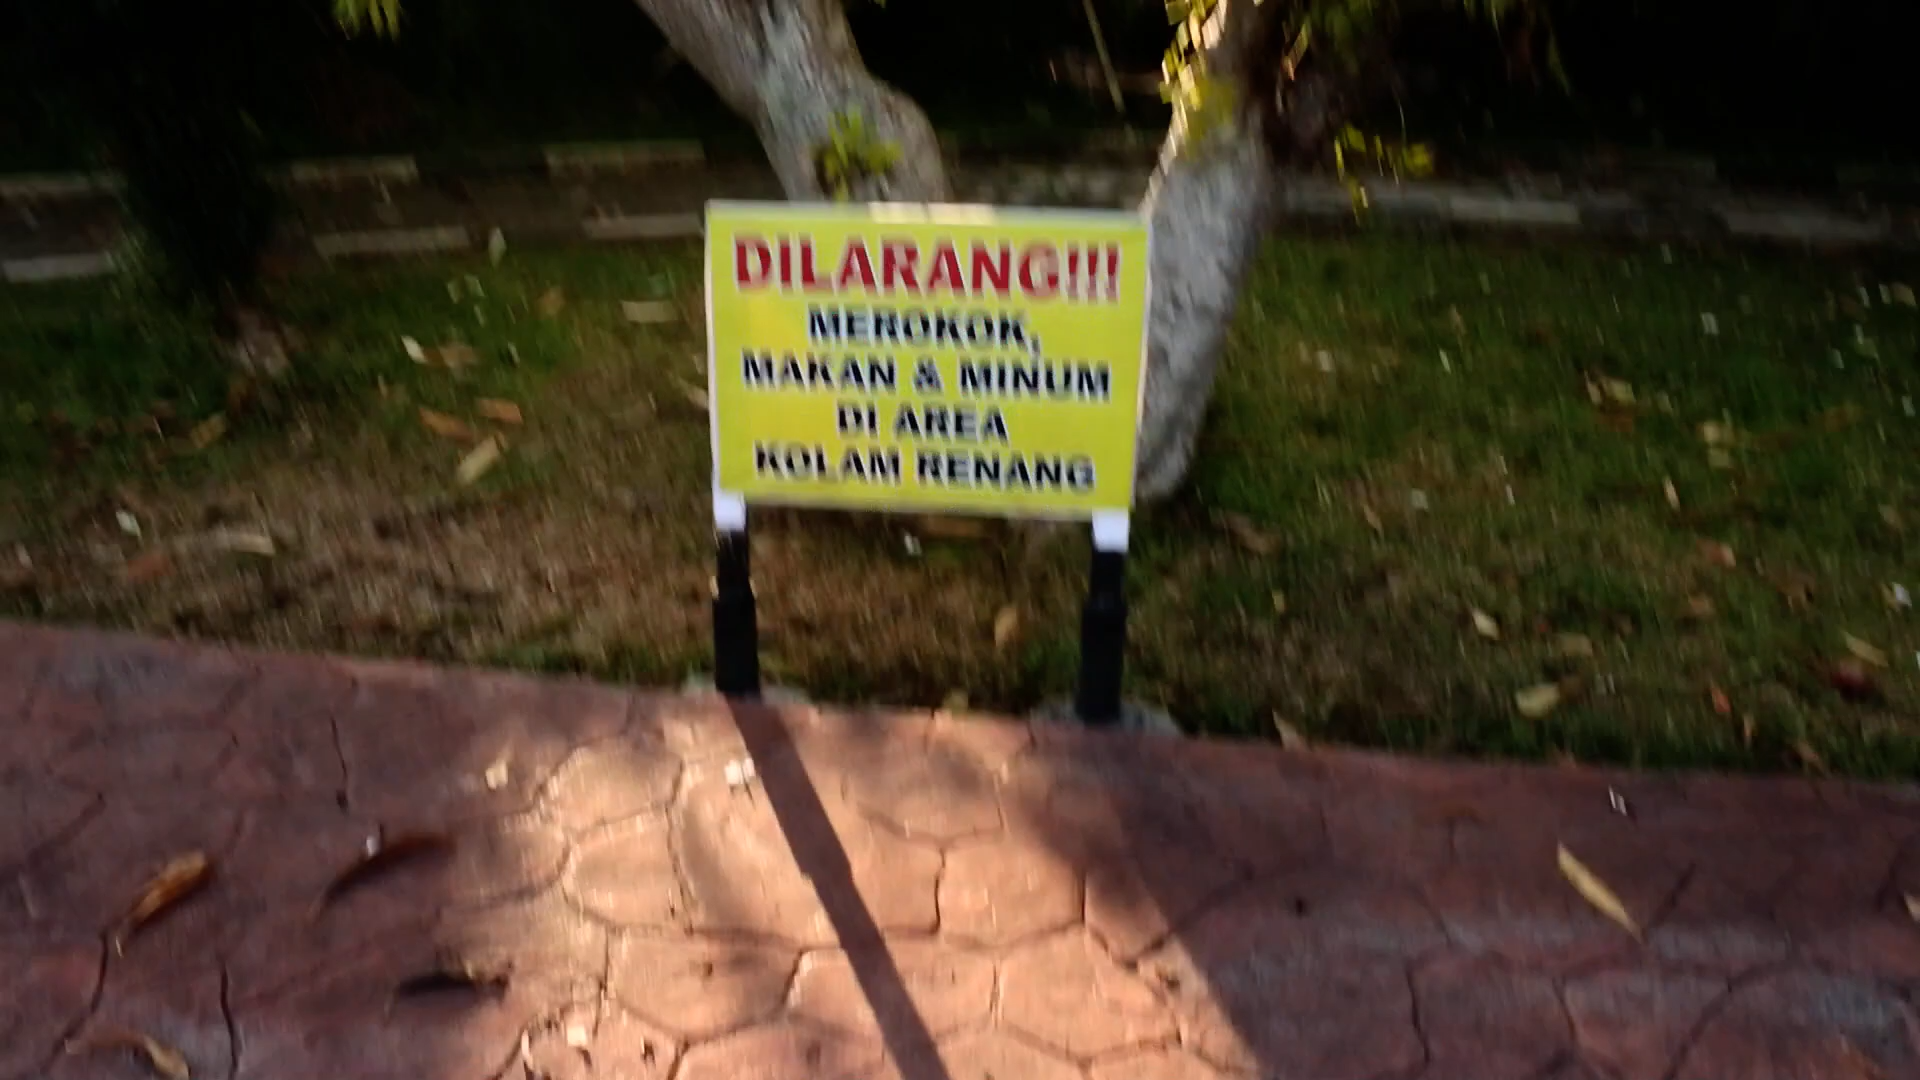 DILARANG!!!
MEROKOK,
MAKAN & MINUM
DI AREA
KOLAM RENANG